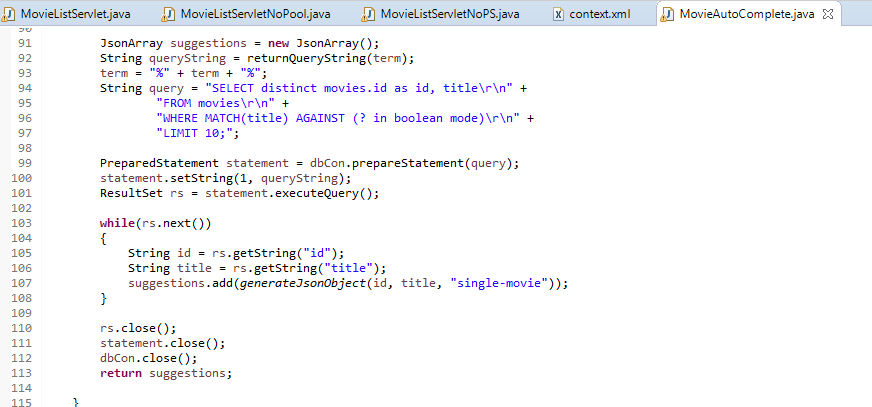 MovieListServlet.java MovieListServletNoPool.java MovieListServletNoPS.java context.xml MovieAutoComplete.java
90
91 JsonArray suggestions = new JsonArray();
92 String queryString = returnQueryString(term);
93 term = "%" + term + "%";
94 String query = "SELECT distinct movies.id as id, title\r\n" +
95 "FROM movies\r\n" +
96 "WHERE MATCH(title) AGAINST (? in boolean mode)\r\n" +
97 "LIMIT 10;";
98
99 PreparedStatement statement = dbCon.prepareStatement(query);
100 statement.setString(1, queryString);
101 ResultSet rs = statement.executeQuery();
102
103 while(rs.next())
104 {
105 String id = rs.getString("id");
106 String title = rs.getString("title");
107 suggestions.add(generateJsonObject(id, title, "single-movie"));
108 }
109
110 rs.close();
111 statement.close();
112 dbCon.close();
113 return suggestions;
114
115 }